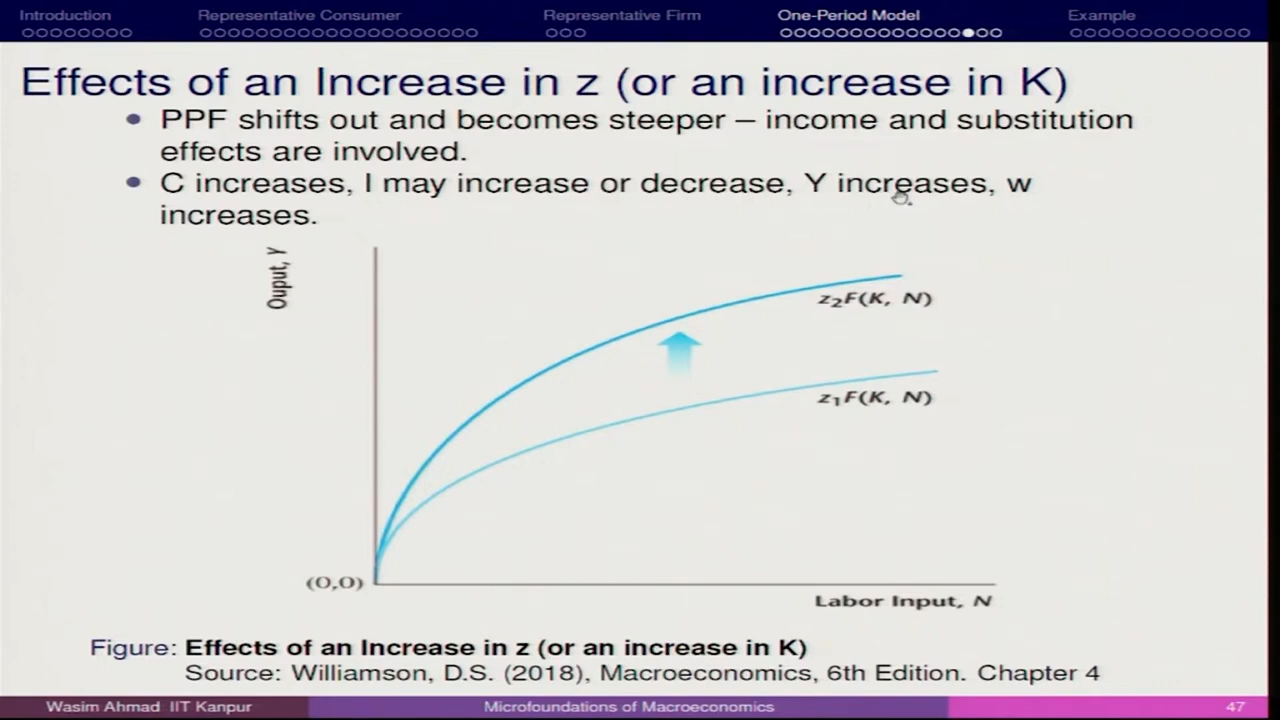 Introduction
Representative Consumer
Representative Firm
One-Period Model
Example
Effects of an Increase in z (or an increase in K)
PPF shifts out and becomes steeper – income and substitution
effects are involved.
C increases, l may increase or decrease, Y increases, w
increases.
Ouput, Y
z₂F(K, N)
z₁F(K, N)
(0,0)
Labor Input, N
Figure: Effects of an Increase in z (or an increase in K)
Source: Williamson, D.S. (2018), Macroeconomics, 6th Edition. Chapter 4
Wasim Ahmad IIT Kanpur
Microfoundations of Macroeconomics
47